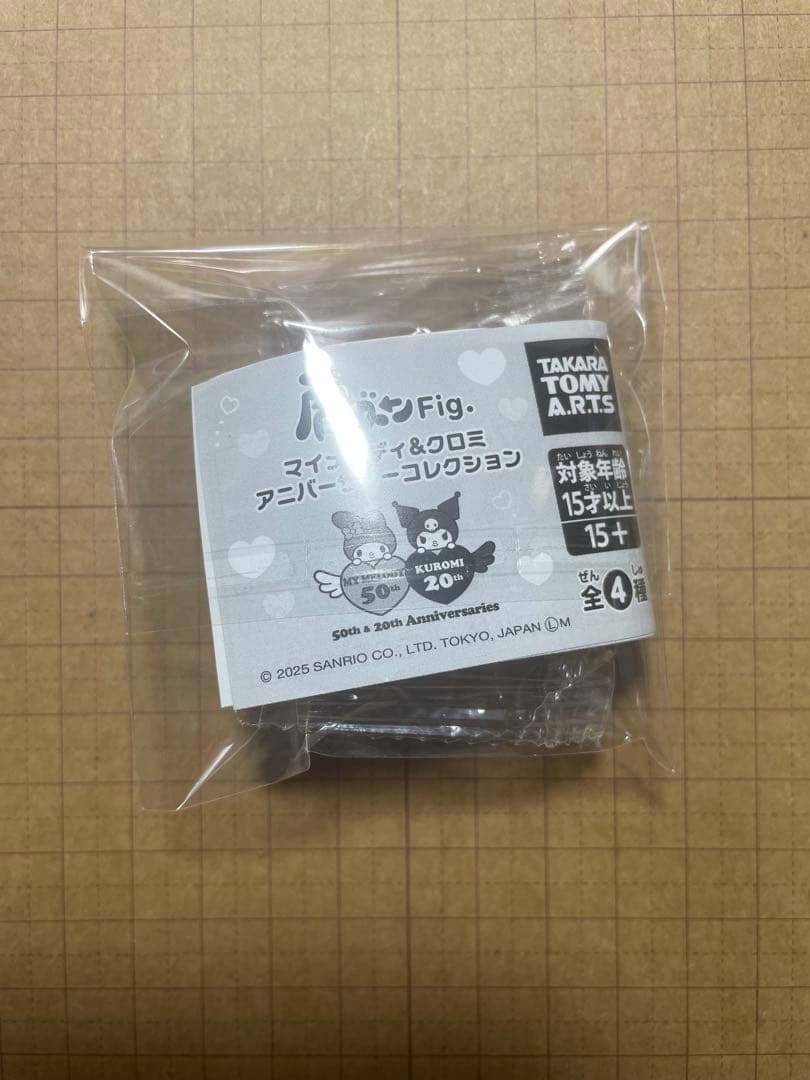 Fig.
マイメロディ&クロミ
アニバーサリーコレクション
MY MELODY
50th
KUROMI
20th
50th & 20th Anniversaries
© 2025 SANRIO CO., LTD. TOKYO, JAPAN Ⓛ M
TAKARA
TOMY
A.R.T.S
たいしょうねんれい
対象年齢
さいいじょう
15才以上
15+
ぜん しゅ
全4種